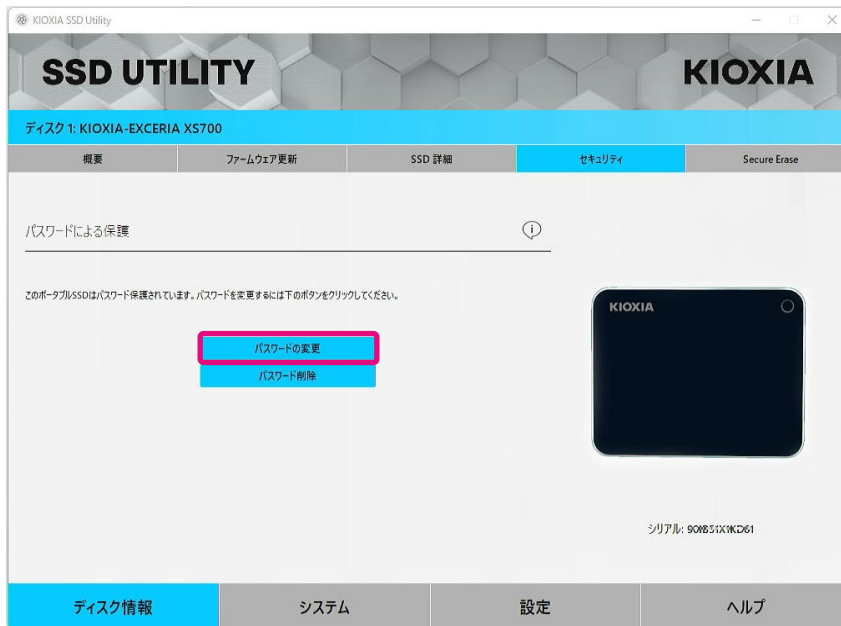 KIOXIA SSD Utility
SSD UTILITY
KIOXIA
ディスク 1: KIOXIA-EXCERIA XS700
概要
ファームウェア更新
SSD 詳細
セキュリティ
Secure Erase
パスワードによる保護
このポータブルSSDはパスワード保護されています。パスワードを変更するには下のボタンをクリックしてください。
パスワードの変更
パスワード削除
KIOXIA
シリアル:
ディスク情報
システム
設定
ヘルプ